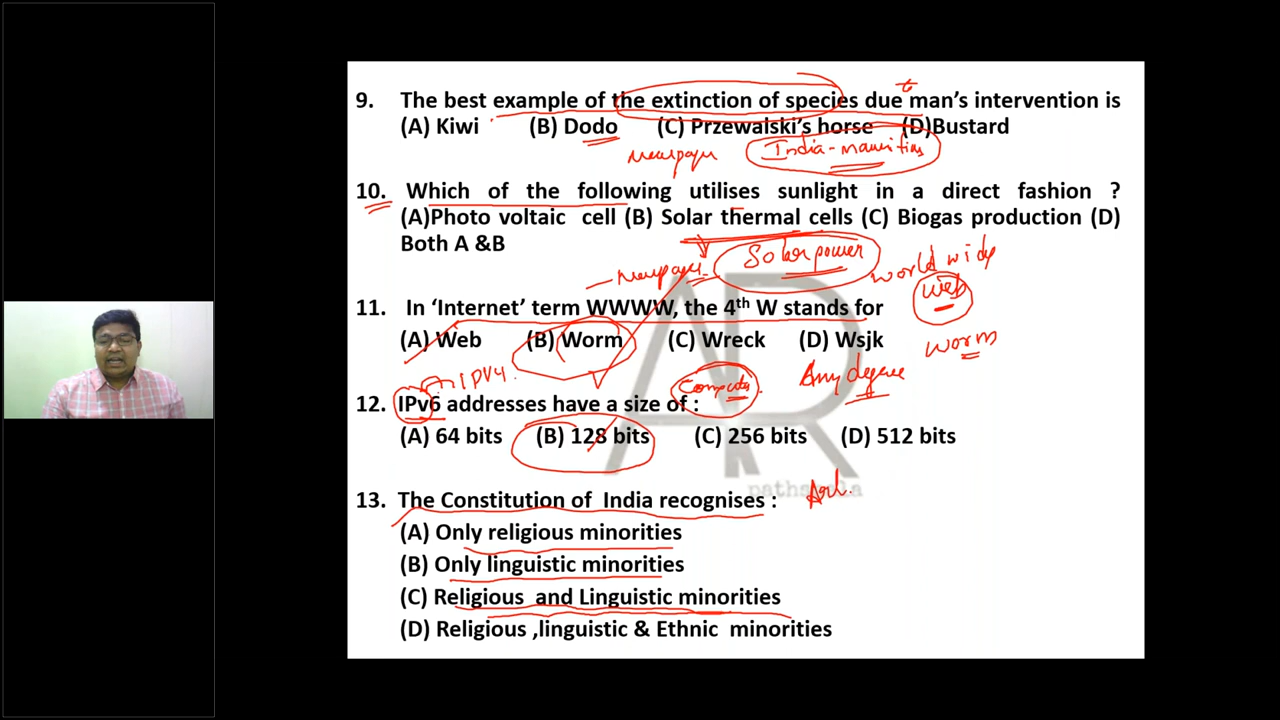 9. The best example of the extinction of species due man's intervention is
to
(A) Kiwi (B) Dodo (C) Przewalski's horse (D)Bustard
Newspaper India-mauritius
10. Which of the following utilises sunlight in a direct fashion ?
(A)Photo voltaic cell (B) Solar thermal cells (C) Biogas production (D)
Both A &B
Solar power
Newspaper
World wide
Web
11. In 'Internet' term WWWW, the 4th W stands for
(A) Web (B) Worm (C) Wreck (D) Wsjk
worm
IPV4.
Computer.
Any degree
12. IPv6 addresses have a size of :
(A) 64 bits (B) 128 bits (C) 256 bits (D) 512 bits
AR
pathshala
13. The Constitution of India recognises :
(A) Only religious minorities
(B) Only linguistic minorities
(C) Religious and Linguistic minorities
(D) Religious ,linguistic & Ethnic minorities